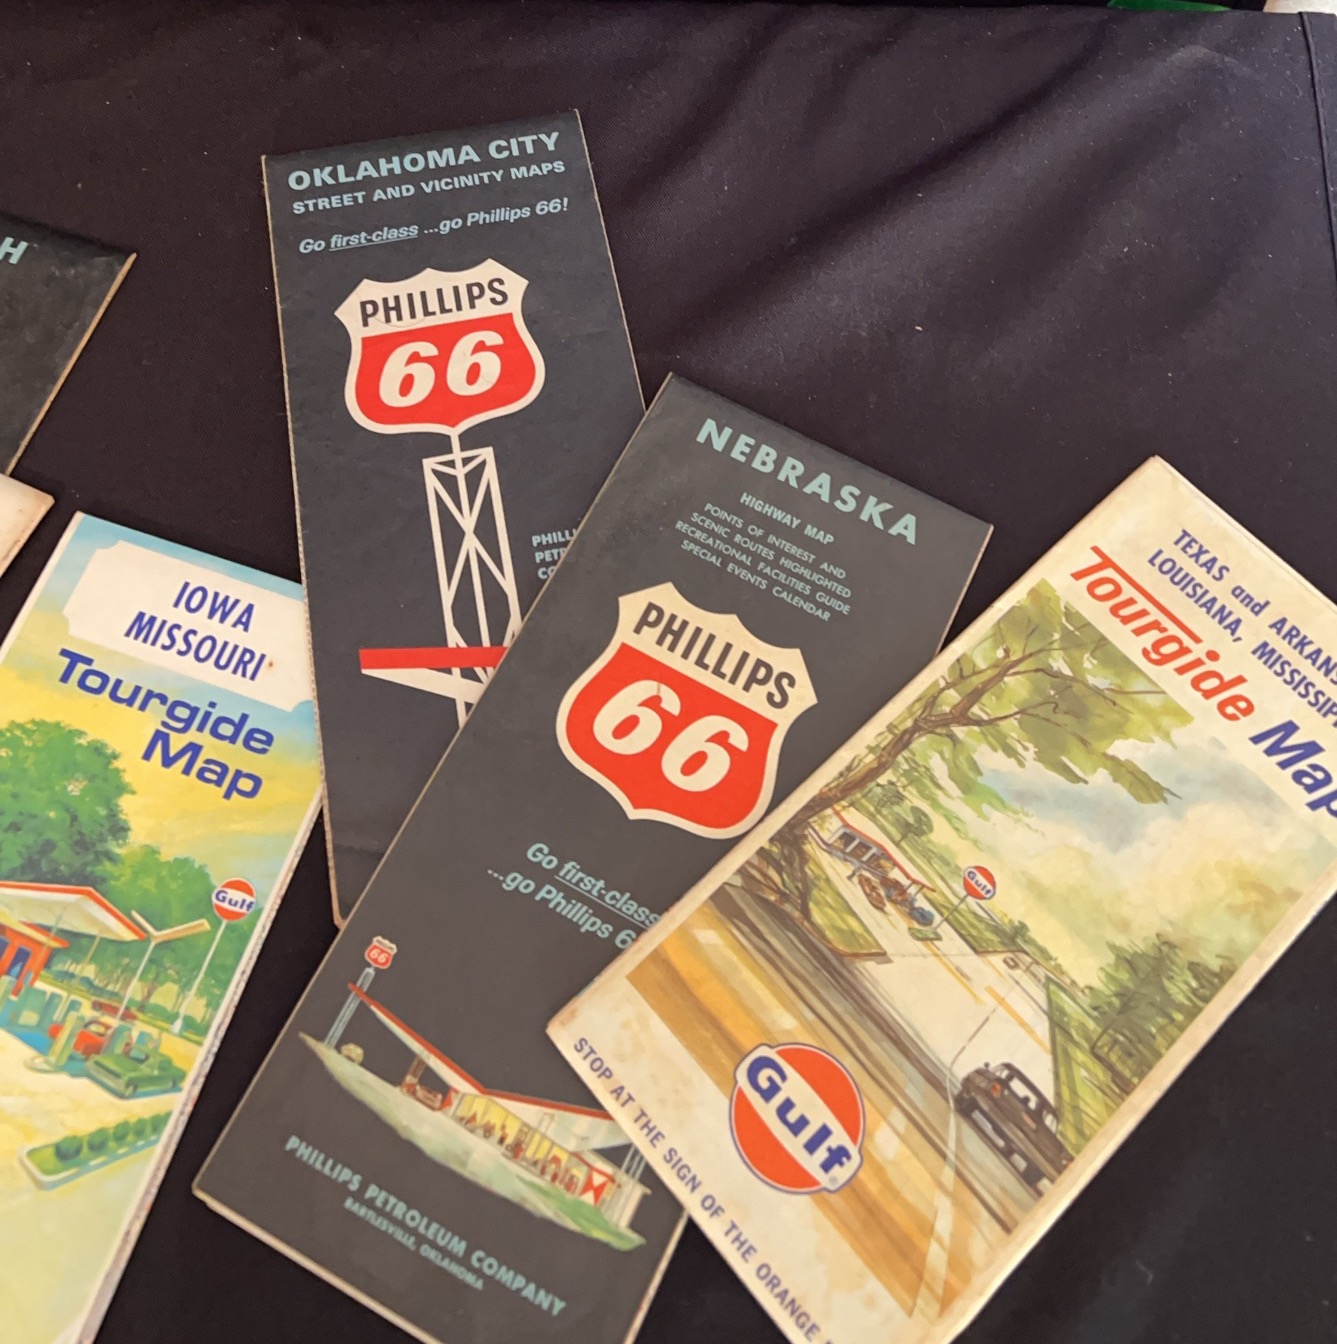 H
OKLAHOMA CITY
STREET AND VICINITY MAPS
Go first-class ...go Phillips 66!
PHILLIPS
66
IOWA
MISSOURI
Tourgide
Map
Gulf
NEBRASKA
HIGHWAY MAP
POINTS OF INTEREST AND
SCENIC ROUTES HIGHLIGHTED
RECREATIONAL FACILITIES GUIDE
SPECIAL EVENTS CALENDAR
PHILLIPS
66
Go first-class
...go Phillips
66
PHILLIPS PETROLEUM COMPANY
BARTLESVILLE, OKLAHOMA
TEXAS and
LOUISIANA,
Tourgide Map
Gulf
Gulf
STOP AT THE SIGN OF THE ORANGE